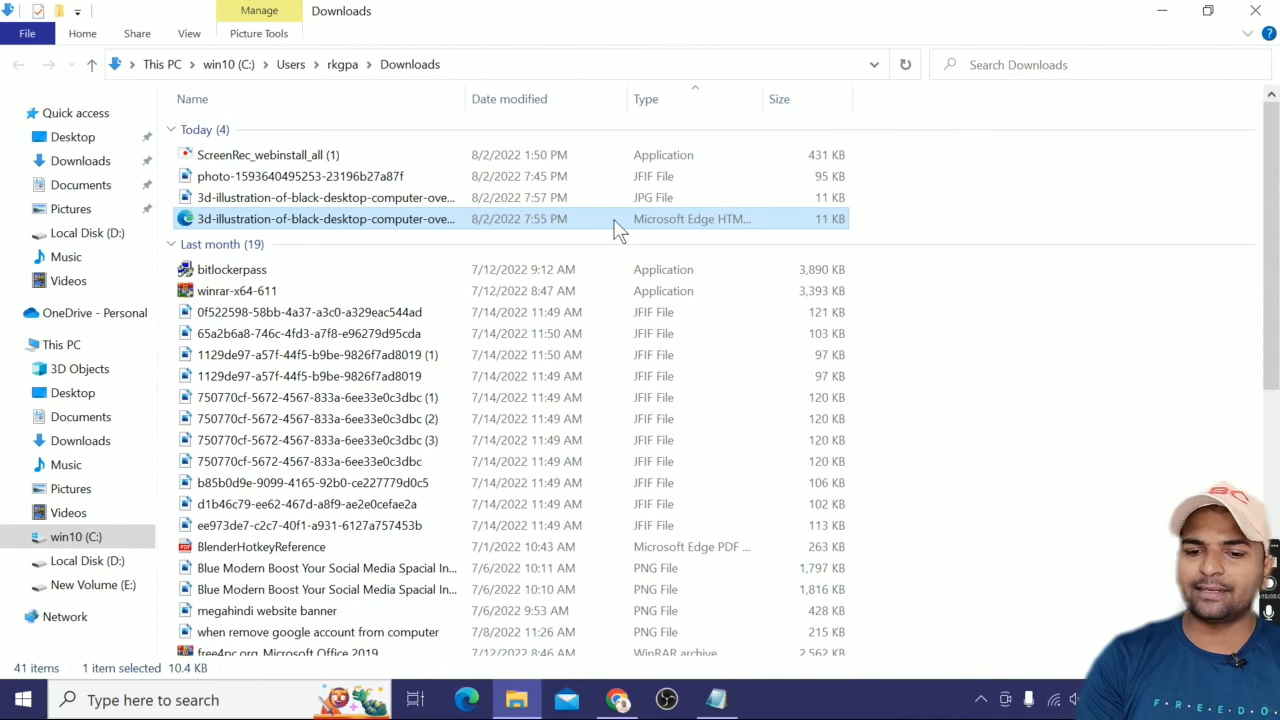 Manage
Downloads
File
Home
Share
View
Picture Tools
This PC
win10 (C:)
Users
rkgpa
Downloads
Search Downloads
Name
Date modified
Type
Size
Quick access
Desktop
Downloads
Documents
Pictures
Local Disk (D:)
Music
Videos
OneDrive - Personal
This PC
3D Objects
Desktop
Documents
Downloads
Music
Pictures
Videos
win10 (C:)
Local Disk (D:)
New Volume (E:)
Network
Today (4)
ScreenRec_webinstall_all (1) 8/2/2022 1:50 PM Application 431 KB
photo-1593640495253-23196b27a87f 8/2/2022 7:45 PM JFIF File 95 KB
3d-illustration-of-black-desktop-computer-ove... 8/2/2022 7:57 PM JPG File 11 KB
3d-illustration-of-black-desktop-computer-ove... 8/2/2022 7:55 PM Microsoft Edge HTM... 11 KB
Last month (19)
bitlockerpass 7/12/2022 9:12 AM Application 3,890 KB
winrar-x64-611 7/12/2022 8:47 AM Application 3,393 KB
0f522598-58bb-4a37-a3c0-a329eac544ad 7/14/2022 11:49 AM JFIF File 121 KB
65a2b6a8-746c-4fd3-a7f8-e96279d95cda 7/14/2022 11:50 AM JFIF File 103 KB
1129de97-a57f-44f5-b9be-9826f7ad8019 (1) 7/14/2022 11:50 AM JFIF File 97 KB
1129de97-a57f-44f5-b9be-9826f7ad8019 7/14/2022 11:49 AM JFIF File 97 KB
750770cf-5672-4567-833a-6ee33e0c3dbc (1) 7/14/2022 11:49 AM JFIF File 120 KB
750770cf-5672-4567-833a-6ee33e0c3dbc (2) 7/14/2022 11:49 AM JFIF File 120 KB
750770cf-5672-4567-833a-6ee33e0c3dbc (3) 7/14/2022 11:49 AM JFIF File 120 KB
750770cf-5672-4567-833a-6ee33e0c3dbc 7/14/2022 11:49 AM JFIF File 120 KB
b85b0d9e-9099-4165-92b0-ce227779d0c5 7/14/2022 11:49 AM JFIF File 106 KB
d1b46c79-ee62-467d-a8f9-ae2e0cefae2a 7/14/2022 11:49 AM JFIF File 102 KB
ee973de7-c2c7-40f1-a931-6127a757453b 7/14/2022 11:49 AM JFIF File 113 KB
BlenderHotkeyReference 7/1/2022 10:43 AM Microsoft Edge PDF ... 263 KB
Blue Modern Boost Your Social Media Spacial In... 7/6/2022 10:11 AM PNG File 1,797 KB
Blue Modern Boost Your Social Media Spacial In... 7/6/2022 10:10 AM PNG File 1,816 KB
megahindi website banner 7/6/2022 9:53 AM PNG File 428 KB
when remove google account from computer 7/8/2022 11:26 AM PNG File 215 KB
free4pc.org_Microsoft Office 2019 7/12/2022 8:46 AM WinRAR archive 2,562 KB
41 items 1 item selected 10.4 KB
Type here to search
FREEDO